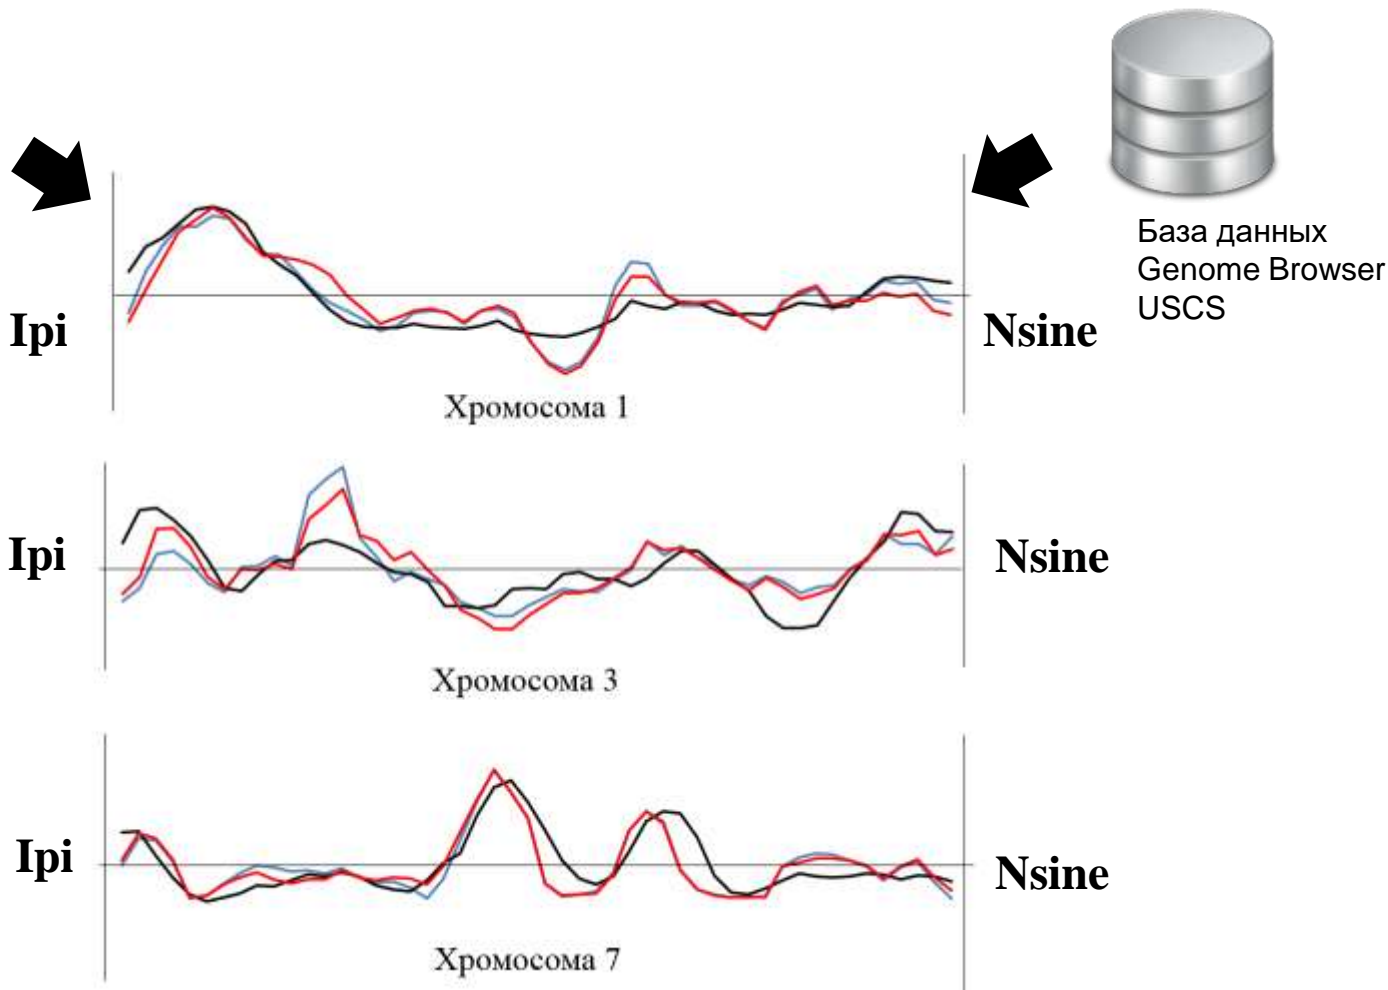 База данных
Genome Browser
USCS
Ipi
Nsine
Хромосома 1
Ipi
Nsine
Хромосома 3
Ipi
Nsine
Хромосома 7